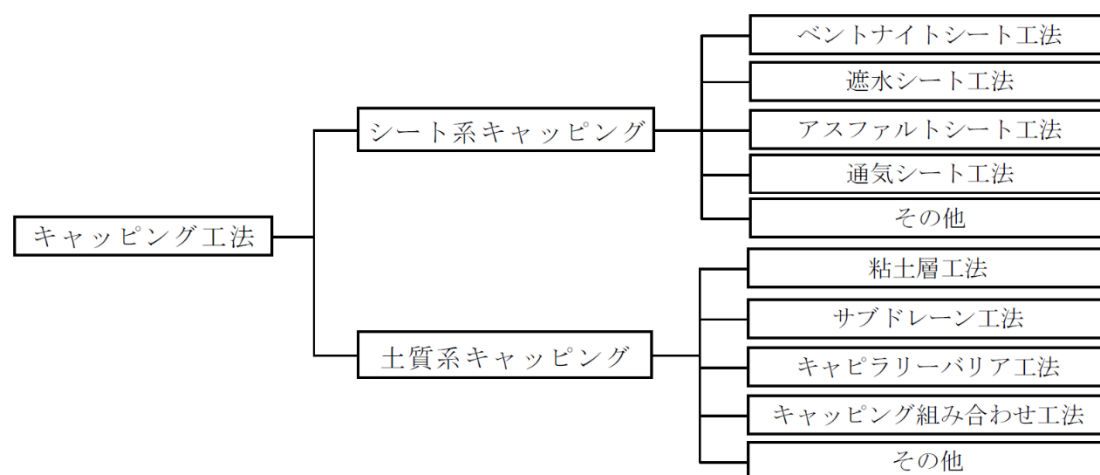 キャッピング工法
シート系キャッピング
ベントナイトシート工法
遮水シート工法
アスファルトシート工法
通気シート工法
その他
土質系キャッピング
粘土層工法
サブドレーン工法
キャピラリーバリア工法
キャッピング組み合わせ工法
その他